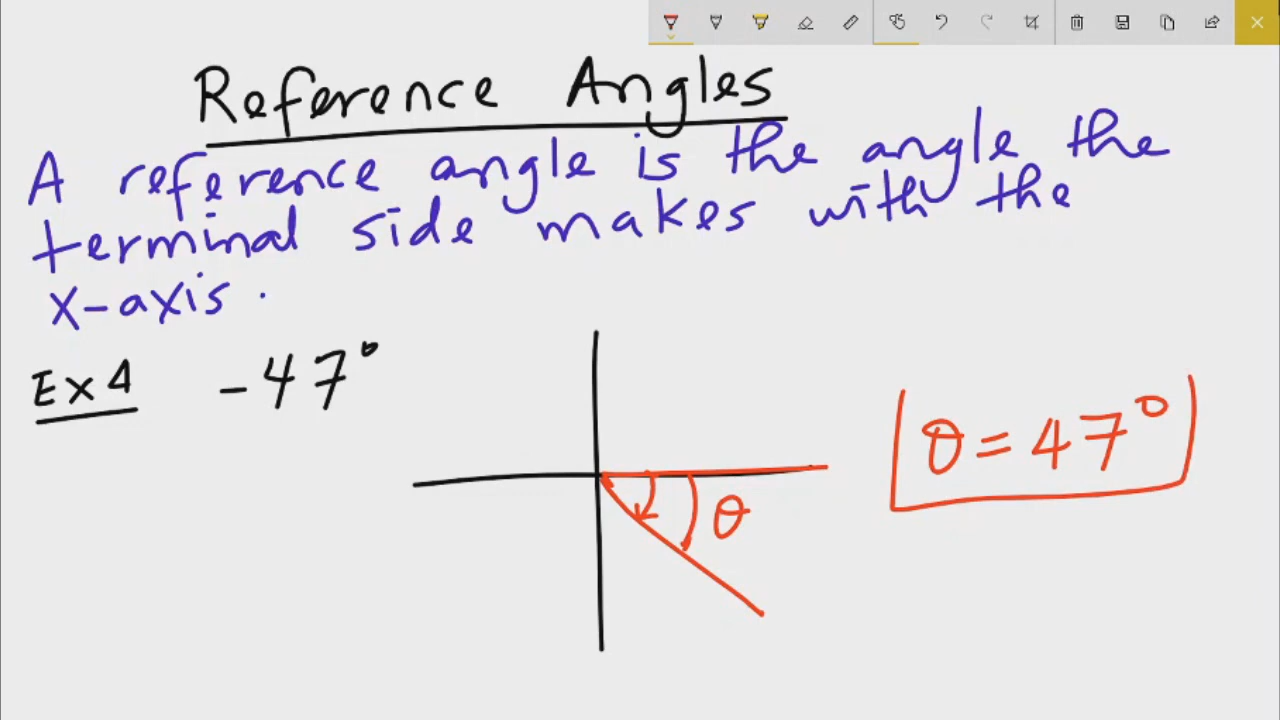 Reference Angles
A reference angle is the angle the
terminal side makes with the
x-axis.
Ex 4 -47°
θ = 47°
θ